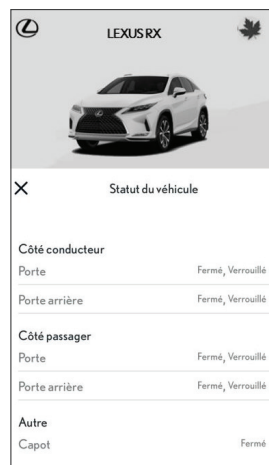 LEXUS RX
Statut du véhicule
Côté conducteur
Porte Fermé, Verrouillé
Porte arrière Fermé, Verrouillé
Côté passager
Porte Fermé, Verrouillé
Porte arrière Fermé, Verrouillé
Autre
Capot Fermé